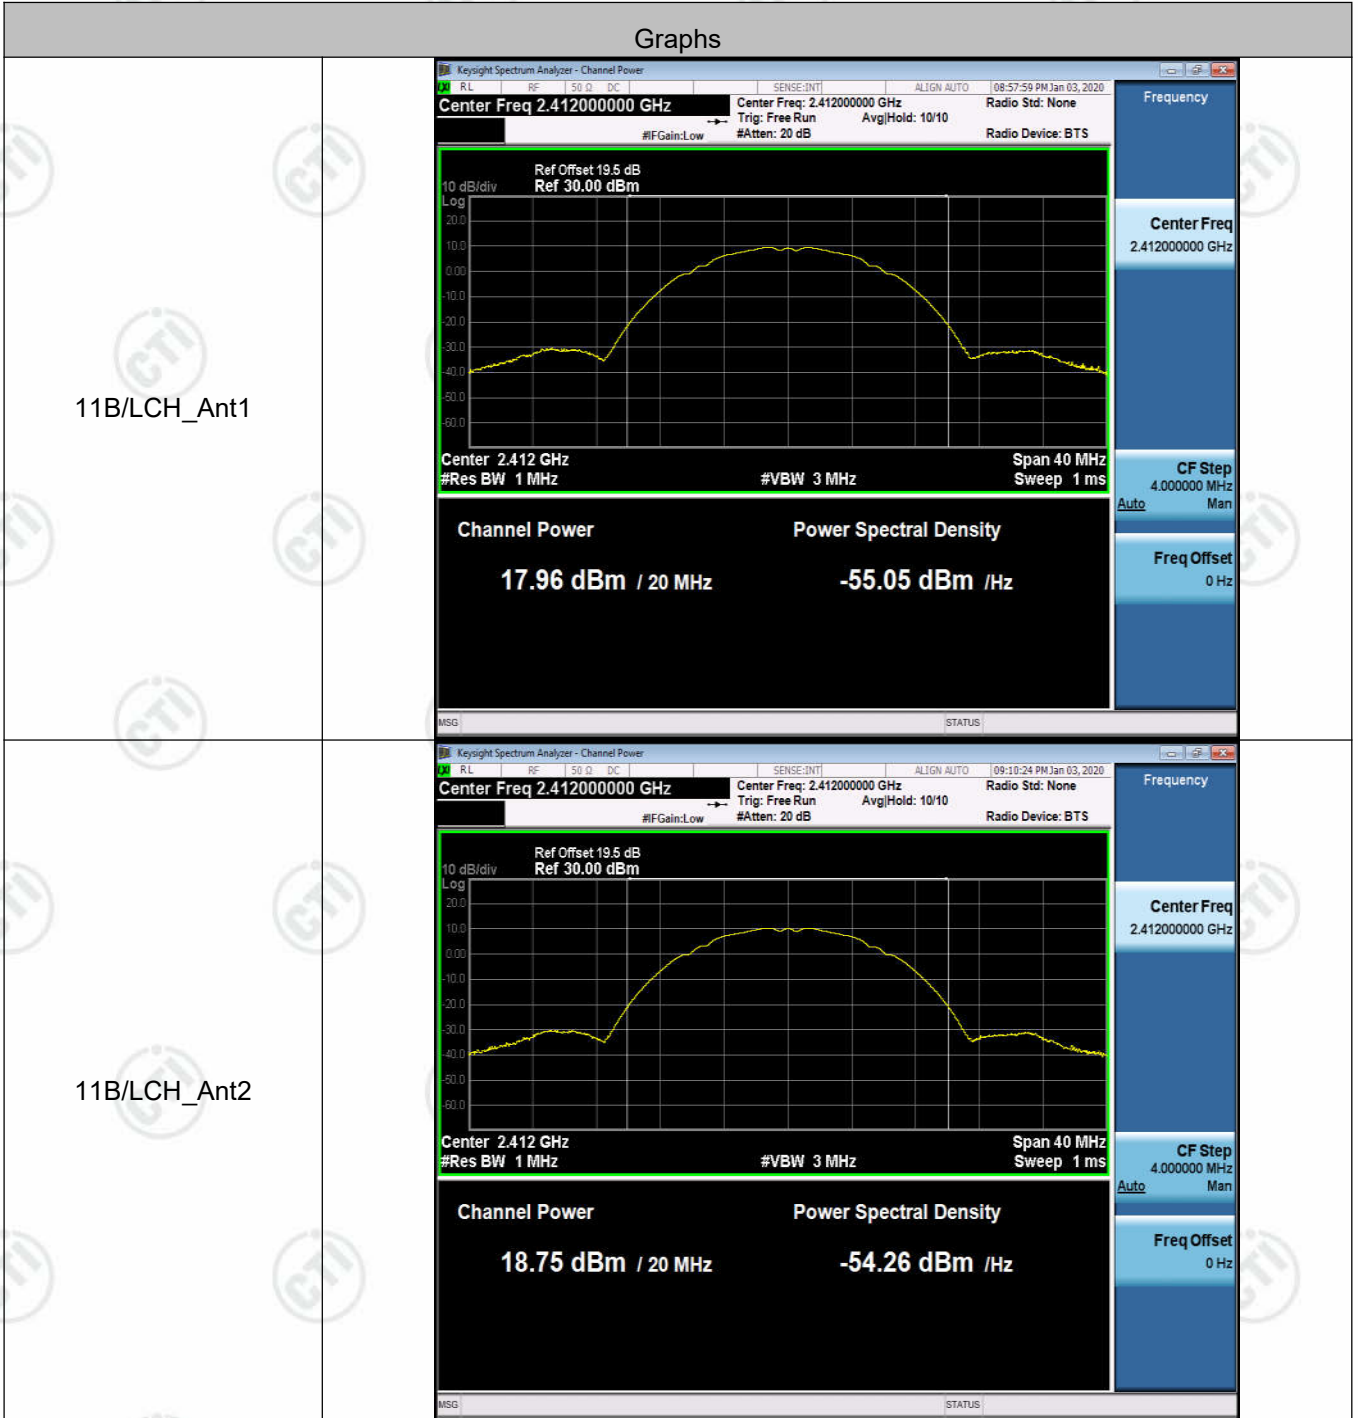 Graphs
11B/LCH_Ant1
Keysight Spectrum Analyzer - Channel Power
RL RF 50 Ω DC SENSE:INT ALIGN AUTO 08:57:59 PM Jan 03, 2020
Center Freq 2.412000000 GHz
Center Freq: 2.412000000 GHz Radio Std: None
Trig: Free Run Avg|Hold: 10/10
#IFGain:Low #Atten: 20 dB Radio Device: BTS
Frequency
Ref Offset 19.5 dB
10 dB/div Ref 30.00 dBm
Log
20.0
10.0
0.00
-10.0
-20.0
-30.0
-40.0
-50.0
-60.0
Center Freq
2.412000000 GHz
Center 2.412 GHz Span 40 MHz
#Res BW 1 MHz #VBW 3 MHz Sweep 1 ms
CF Step
4.000000 MHz
Auto Man
Channel Power Power Spectral Density
17.96 dBm / 20 MHz -55.05 dBm /Hz
Freq Offset
0 Hz
MSG STATUS
11B/LCH_Ant2
Keysight Spectrum Analyzer - Channel Power
RL RF 50 Ω DC SENSE:INT ALIGN AUTO 09:10:24 PM Jan 03, 2020
Center Freq 2.412000000 GHz
Center Freq: 2.412000000 GHz Radio Std: None
Trig: Free Run Avg|Hold: 10/10
#IFGain:Low #Atten: 20 dB Radio Device: BTS
Frequency
Ref Offset 19.5 dB
10 dB/div Ref 30.00 dBm
Log
20.0
10.0
0.00
-10.0
-20.0
-30.0
-40.0
-50.0
-60.0
Center Freq
2.412000000 GHz
Center 2.412 GHz Span 40 MHz
#Res BW 1 MHz #VBW 3 MHz Sweep 1 ms
CF Step
4.000000 MHz
Auto Man
Channel Power Power Spectral Density
18.75 dBm / 20 MHz -54.26 dBm /Hz
Freq Offset
0 Hz
MSG STATUS
CTI